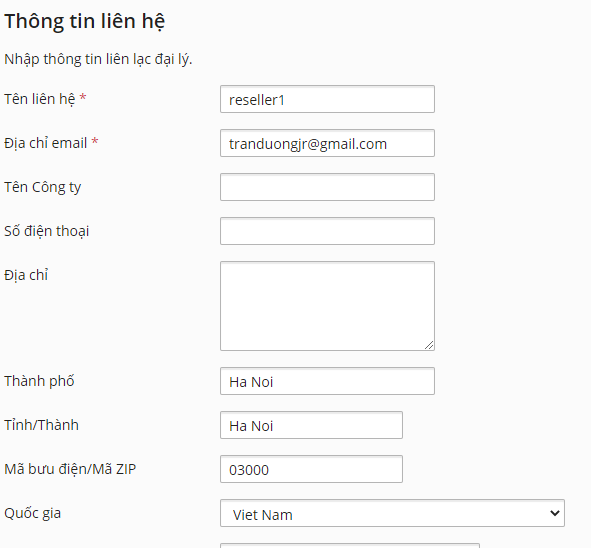 Thông tin liên hệ
Nhập thông tin liên lạc đại lý.
Tên liên hệ * reseller1
Địa chỉ email * tranduongjr@gmail.com
Tên Công ty
Số điện thoại
Địa chỉ
Thành phố Ha Noi
Tỉnh/Thành Ha Noi
Mã bưu điện/Mã ZIP 03000
Quốc gia Viet Nam